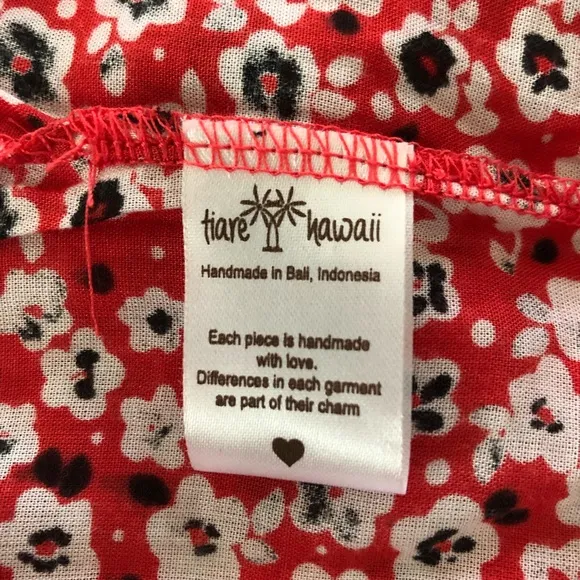 tiare hawaii
Handmade in Bali, Indonesia
Each piece is handmade
with love.
Differences in each garment
are part of their charm